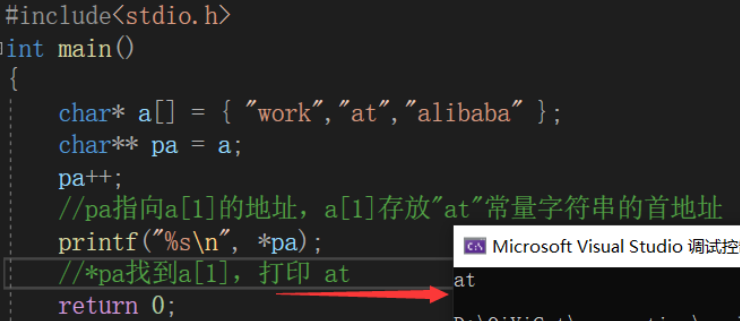 #include<stdio.h>
int main()
{
char* a[] = { "work","at","alibaba" };
char** pa = a;
pa++;
//pa指向a[1]的地址，a[1]存放"at"常量字符串的首地址
printf("%s\n", *pa);
//*pa找到a[1]，打印 at
return 0;
Microsoft Visual Studio 调试控
at